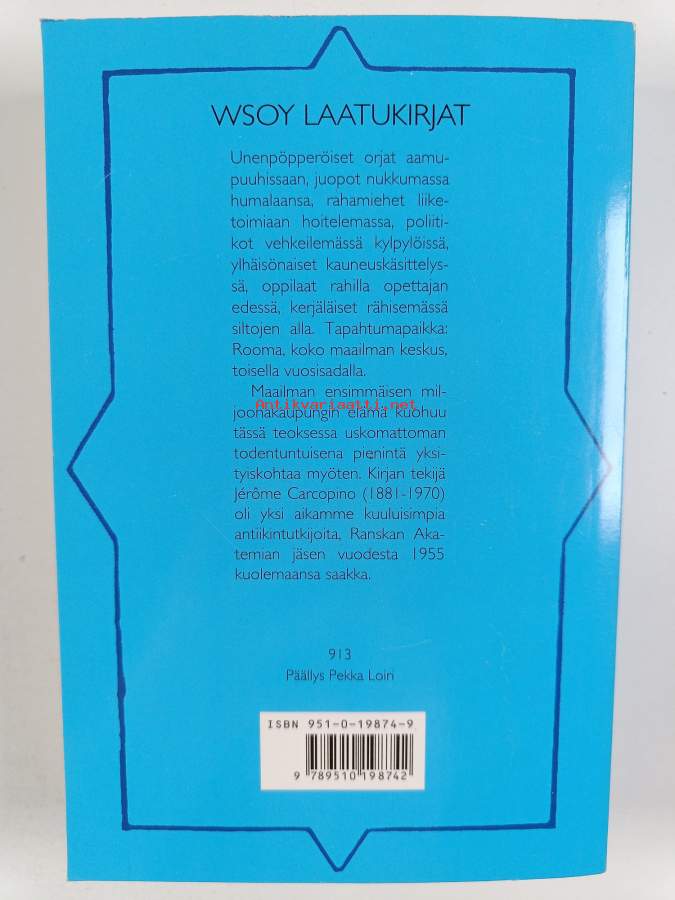 WSOY LAATUKIRJAT
Unenpöpperöiset orjat aamu-
puuhissaan, juopot nukkumassa
humalaansa, rahamiehet liike-
toimiaan hoitelemassa, poliiti-
kot vehkeilemässä kylpylöissä,
ylhäisönaiset kauneuskäsittelys-
sä, oppilaat rahilla opettajan
edessä, kerjäläiset rähisemässä
siltojen alla. Tapahtumapaikka:
Rooma, koko maailman keskus,
toisella vuosisadalla.
Maailman ensimmäisen mil-
Antikvariaatti.net
joonakaupungin elämä kuohuu
tässä teoksessa uskomattoman
todentuntuisena pienintä yksi-
tyiskohtaa myöten. Kirjan tekijä
Jérôme Carcopino (1881-1970)
oli yksi aikamme kuuluisimpia
antiikintutkijoita, Ranskan Aka-
temian jäsen vuodesta 1955
kuolemaansa saakka.
913
Päällys Pekka Loiri
ISBN 951-0-19874-9
9 789510 198742